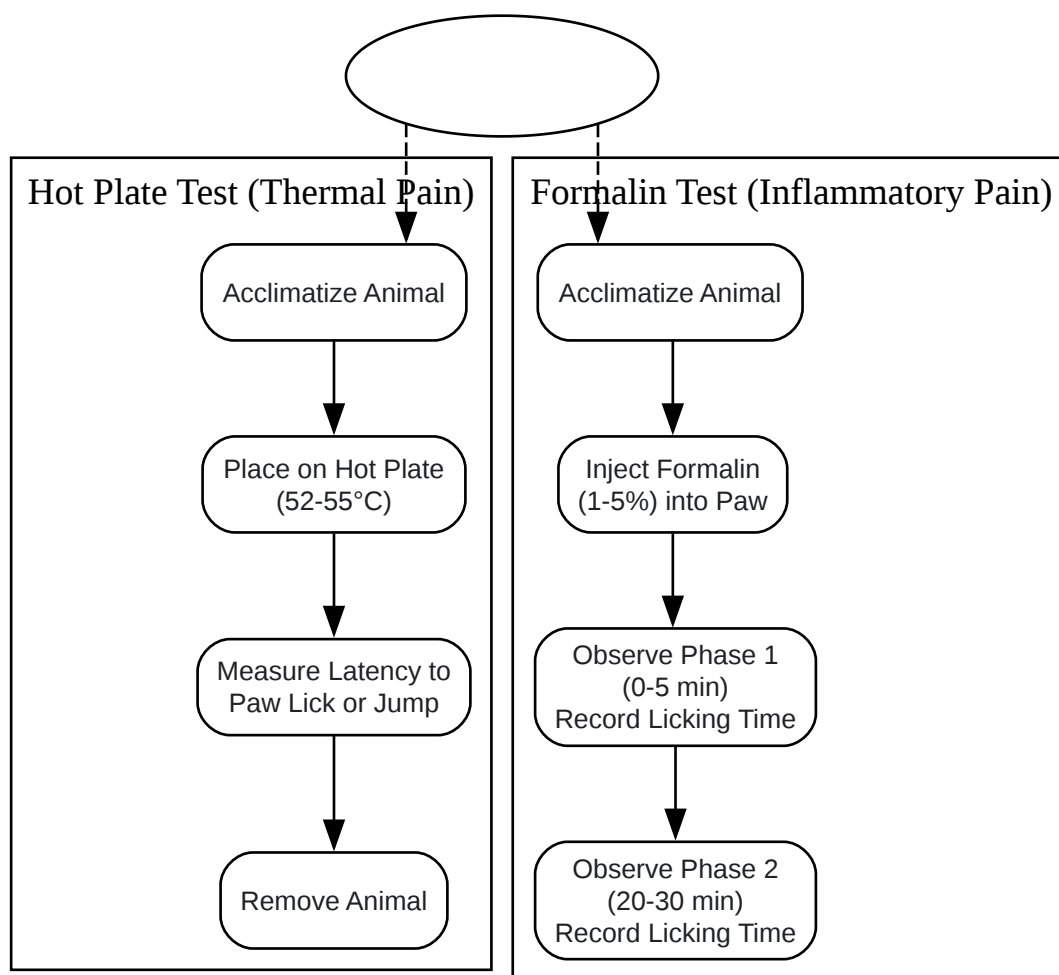 Hot Plate Test (Thermal Pain)
Acclimatize Animal
Place on Hot Plate
(52-55°C)
Measure Latency to
Paw Lick or Jump
Remove Animal
Formalin Test (Inflammatory Pain)
Acclimatize Animal
Inject Formalin
(1-5%) into Paw
Observe Phase 1
(0-5 min)
Record Licking Time
Observe Phase 2
(20-30 min)
Record Licking Time